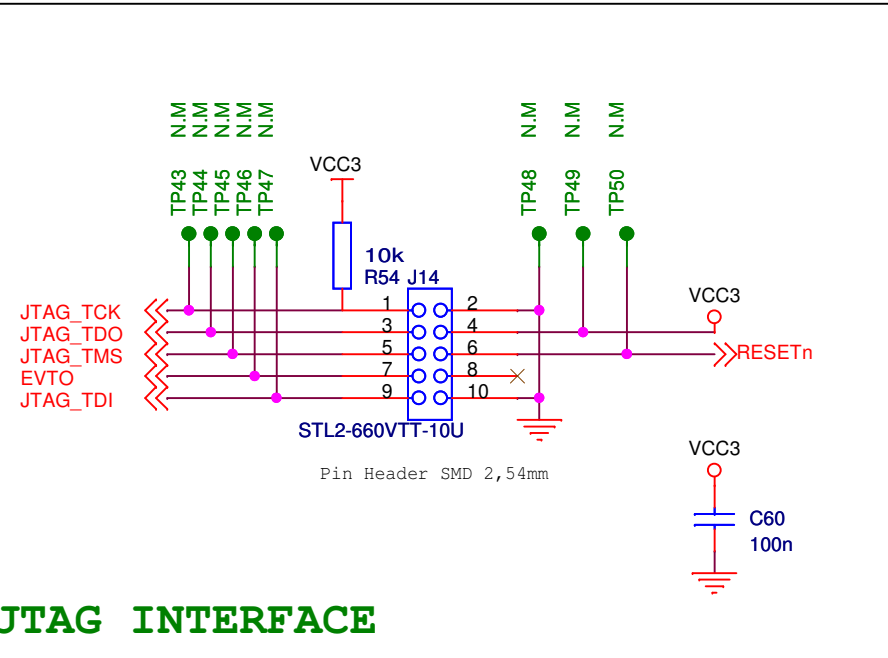 N.M N.M N.M N.M N.M N.M N.M N.M
TP43 TP44 TP45 TP46 TP47 TP48 TP49 TP50
VCC3
10k
R54 J14
VCC3
JTAG_TCK 1 2
JTAG_TDO 3 4
JTAG_TMS 5 6 RESETn
EVTO 7 8
JTAG_TDI 9 10
STL2-660VTT-10U
Pin Header SMD 2,54mm
VCC3
C60
100n
JTAG INTERFACE